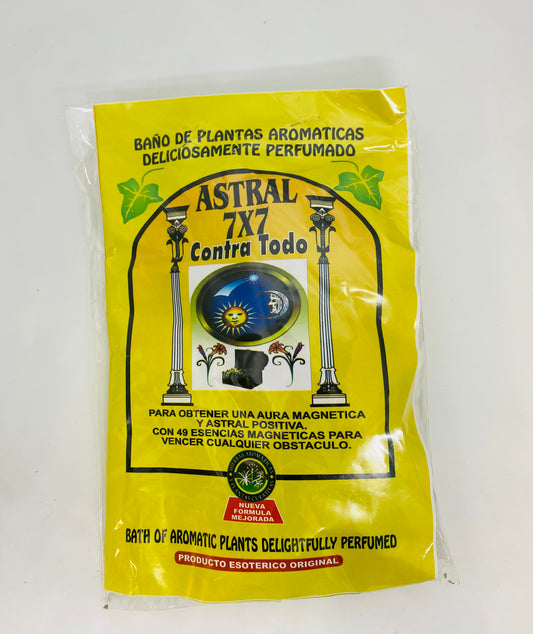 BAÑO DE PLANTAS AROMATICAS
DELICIOSAMENTE PERFUMADO
ASTRAL
7X7
Contra Todo
PARA OBTENER UNA AURA MAGNETICA
Y ASTRAL POSITIVA.
CON 49 ESENCIAS MAGNETICAS PARA
VENCER CUALQUIER OBSTACULO.
NUEVA
FORMULA
MEJORADA
BATH OF AROMATIC PLANTS DELIGHTFULLY PERFUMED
PRODUCTO ESOTERICO ORIGINAL